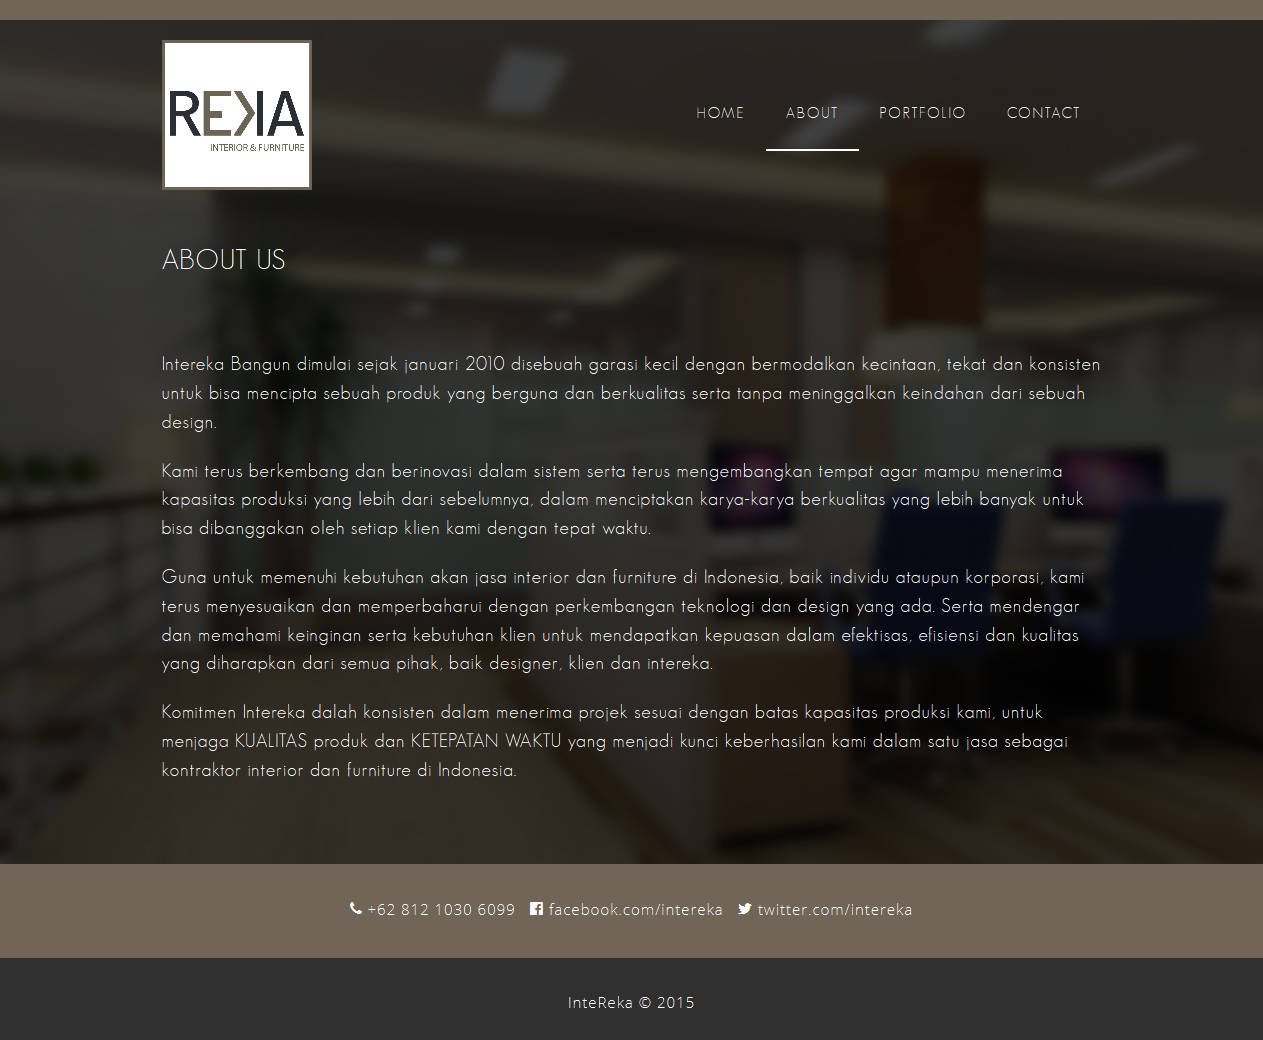 REKA
INTERIOR & FURNITURE
HOME ABOUT PORTFOLIO CONTACT
ABOUT US
Intereka Bangun dimulai sejak januari 2010 disebuah garasi kecil dengan bermodalkan kecintaan, tekat dan konsisten
untuk bisa mencipta sebuah produk yang berguna dan berkualitas serta tanpa meninggalkan keindahan dari sebuah
design.
Kami terus berkembang dan berinovasi dalam sistem serta terus mengembangkan tempat agar mampu menerima
kapasitas produksi yang lebih dari sebelumnya, dalam menciptakan karya-karya berkualitas yang lebih banyak untuk
bisa dibanggakan oleh setiap klien kami dengan tepat waktu.
Guna untuk memenuhi kebutuhan akan jasa interior dan furniture di Indonesia, baik individu ataupun korporasi, kami
terus menyesuaikan dan memperbaharui dengan perkembangan teknologi dan design yang ada. Serta mendengar
dan memahami keinginan serta kebutuhan klien untuk mendapatkan kepuasan dalam efektisas, efisiensi dan kualitas
yang diharapkan dari semua pihak, baik designer, klien dan intereka.
Komitmen Intereka dalah konsisten dalam menerima projek sesuai dengan batas kapasitas produksi kami, untuk
menjaga KUALITAS produk dan KETEPATAN WAKTU yang menjadi kunci keberhasilan kami dalam satu jasa sebagai
kontraktor interior dan furniture di Indonesia.
+62 812 1030 6099 facebook.com/intereka twitter.com/intereka
InteReka © 2015